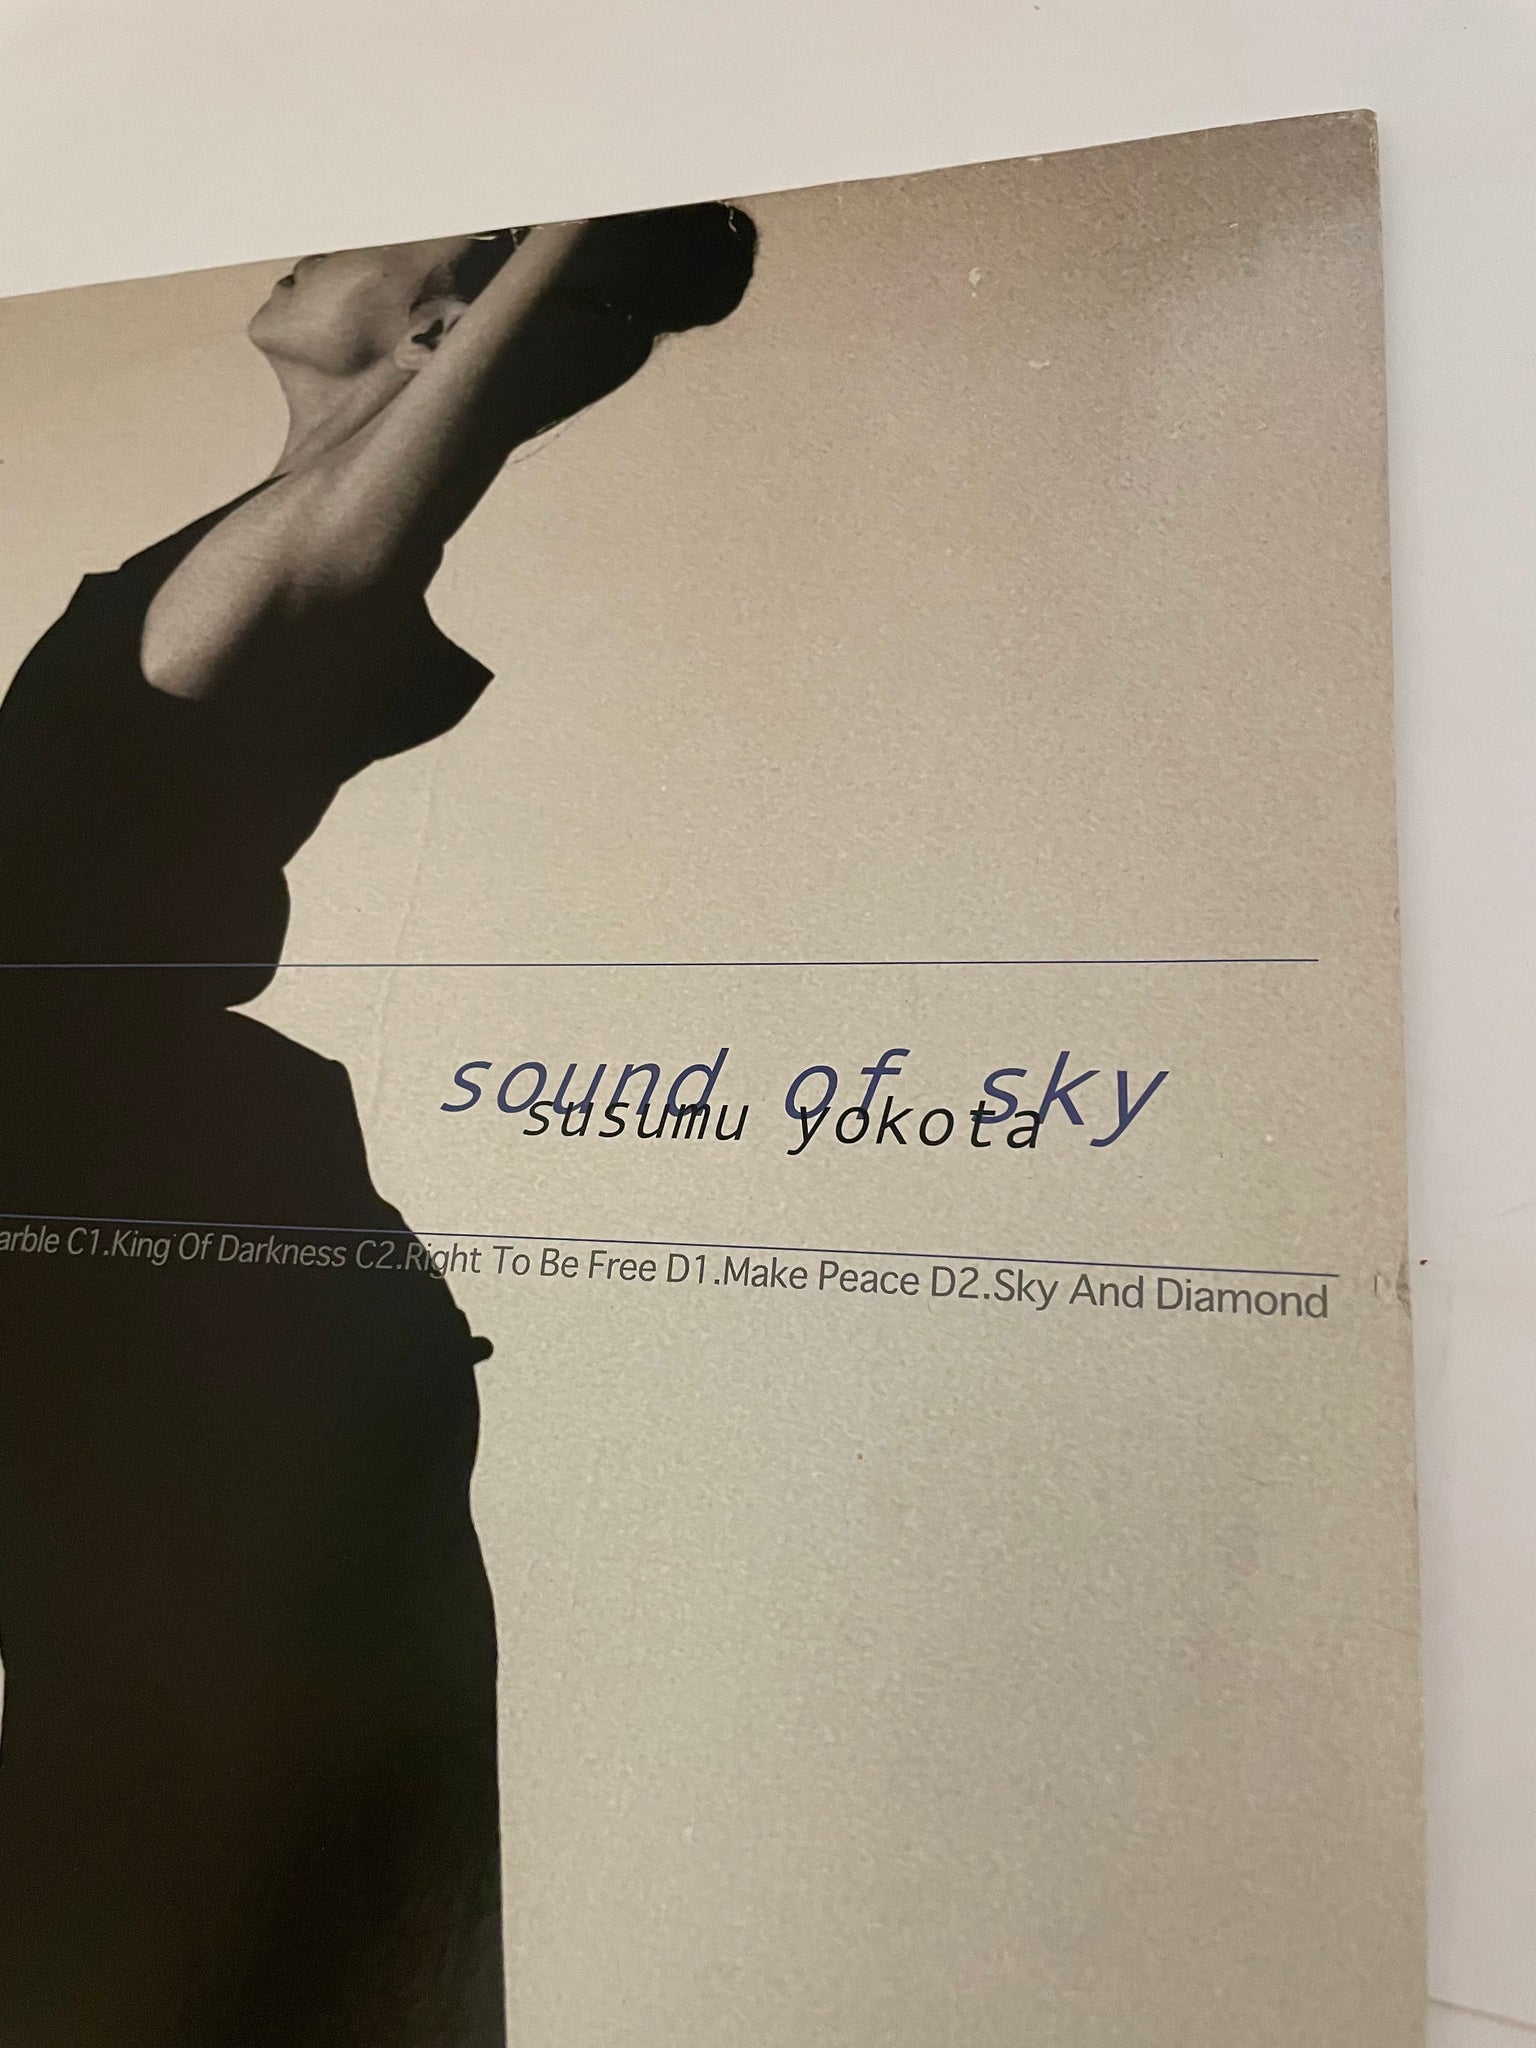 sound of sky
susumu yokota
arble C1.King Of Darkness C2.Right To Be Free D1.Make Peace D2.Sky And Diamond